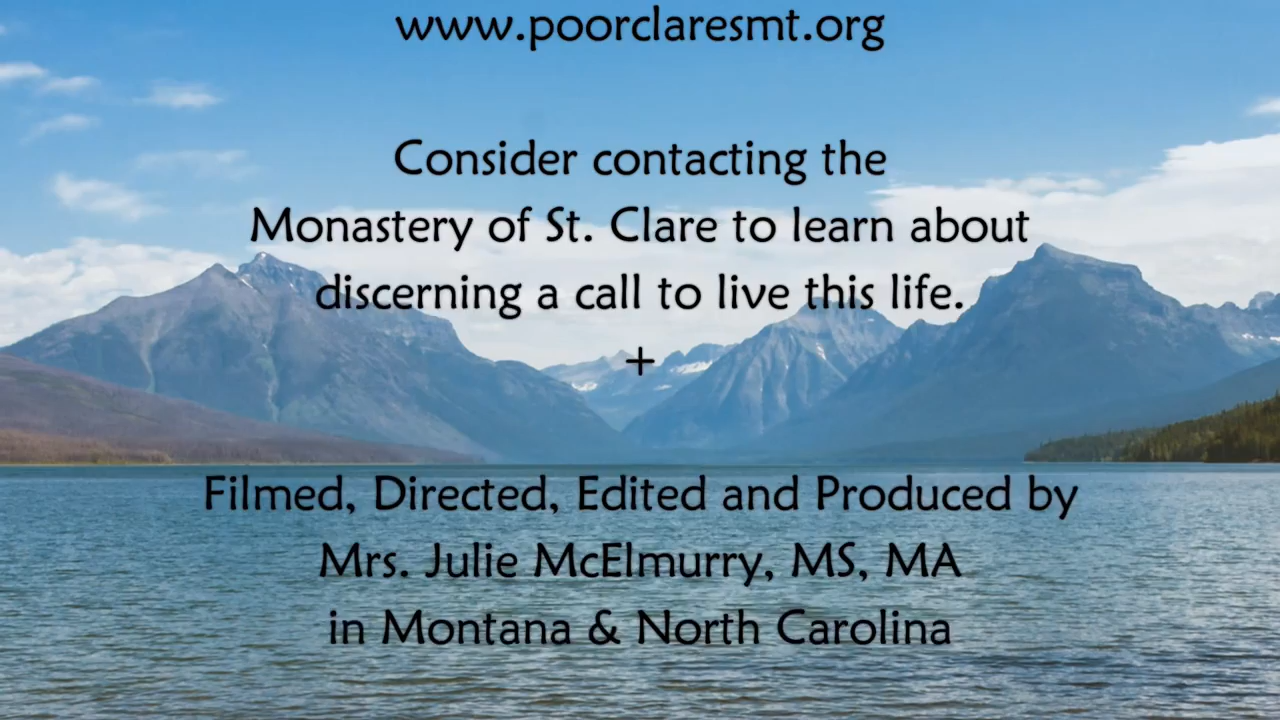 www.poorclaresmt.org
Consider contacting the
Monastery of St. Clare to learn about
discerning a call to live this life.
+
Filmed, Directed, Edited and Produced by
Mrs. Julie McElmurry, MS, MA
in Montana & North Carolina